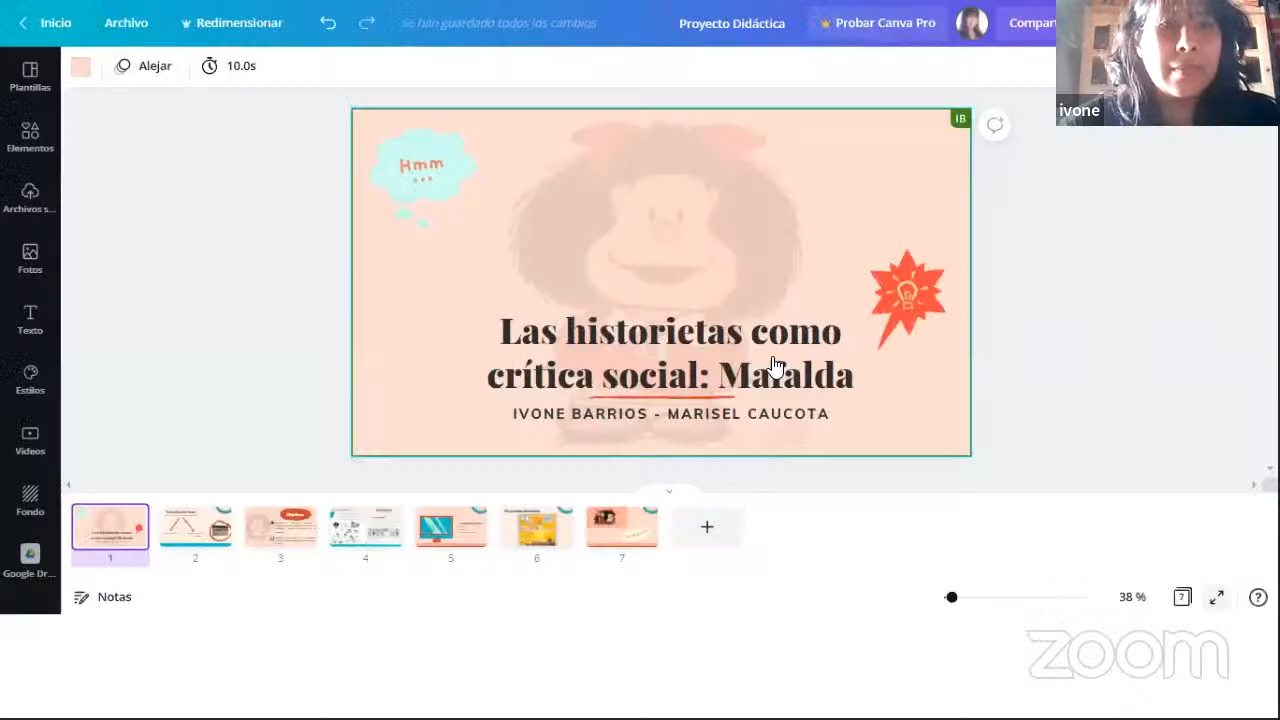 Inicio
Archivo
Redimensionar
Se han guardado todos los cambios
Proyecto Didáctica
Probar Canva Pro
Compart
ivone
Plantillas
Elementos
Archivos s...
Fotos
Texto
Estilos
Videos
Fondo
Google Dr...
Alejar
10.0s
IB
Hmm
...
Las historietas como
crítica social: Mafalda
IVONE BARRIOS - MARISEL CAUCOTA
1
2
3
4
5
6
7
Notas
38 %
7
zoom